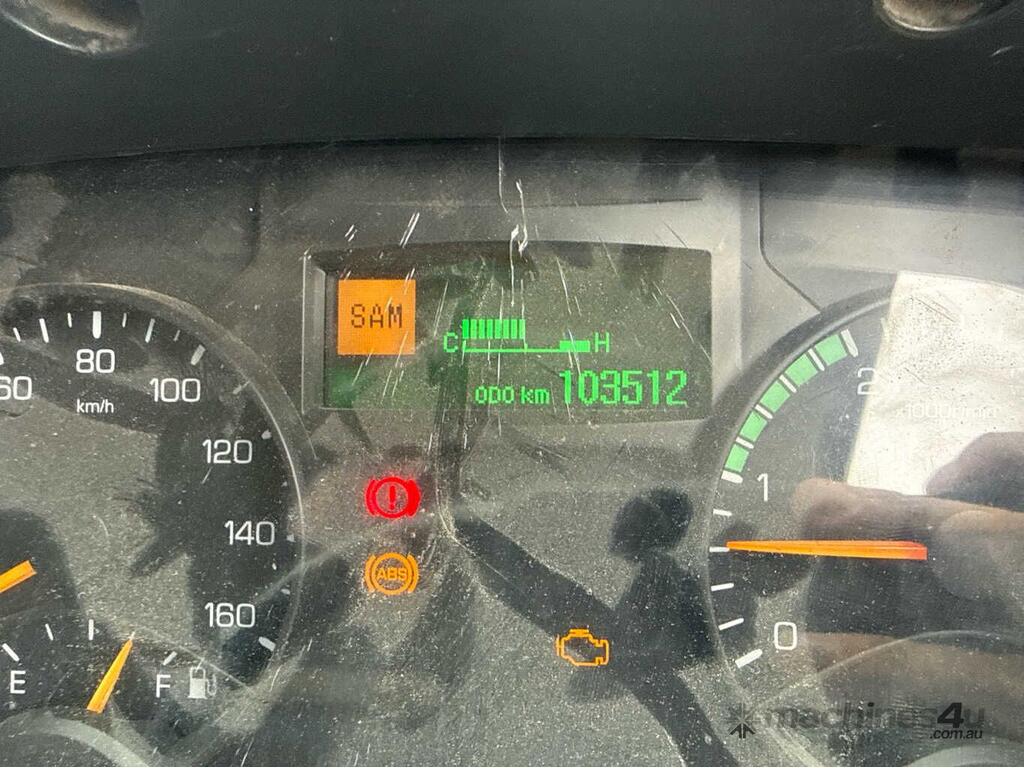 SAM
C H
ODO km 103512
60 80 100 120 140 160
km/h
E F
ABS
2
1000r/min
1
0
machines4u
.com.au